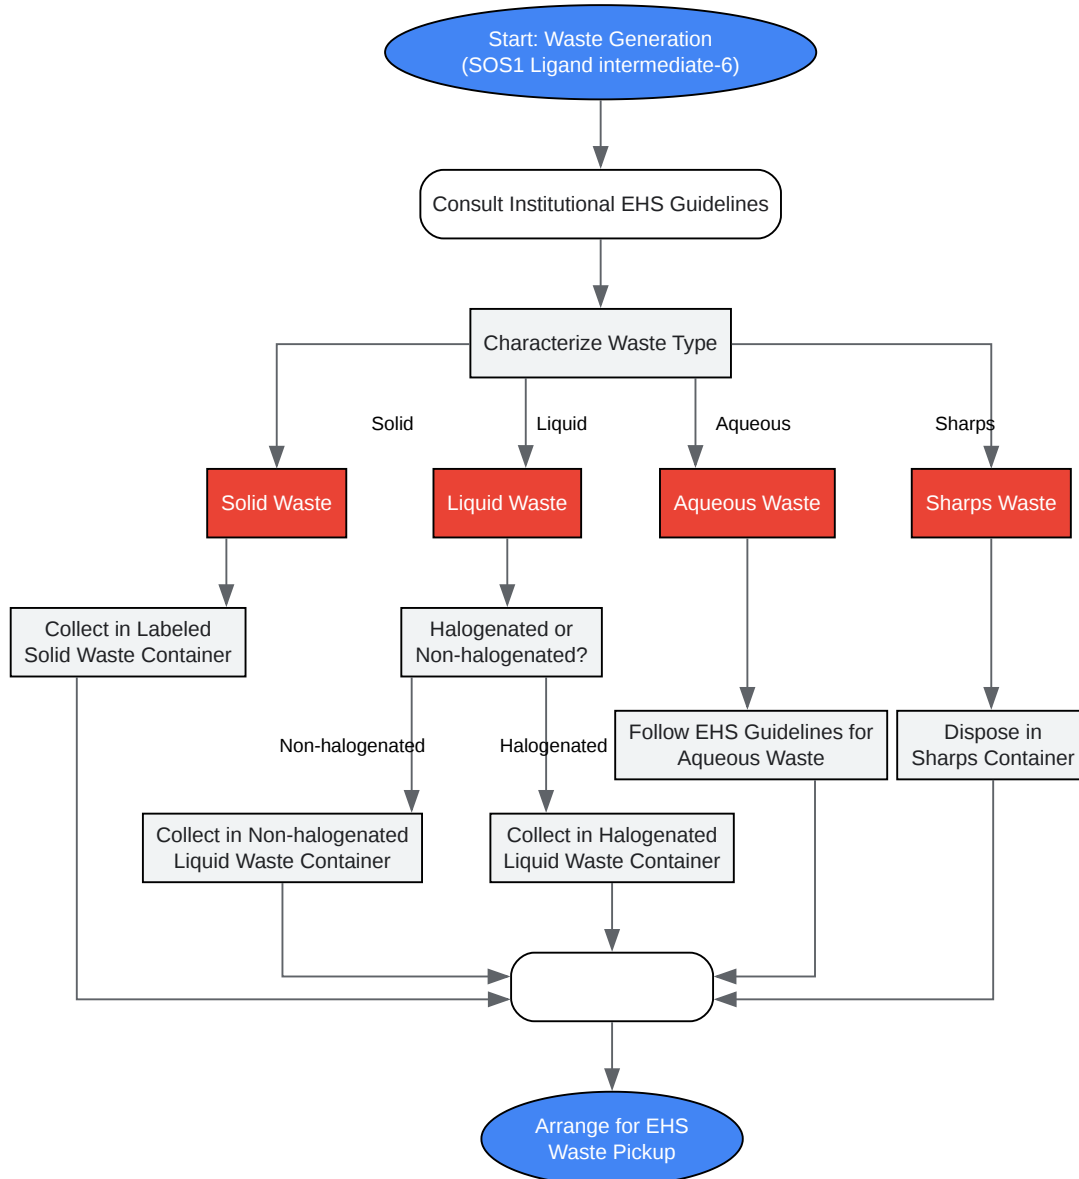 Start: Waste Generation
(SOS1 Ligand intermediate-6)
Consult Institutional EHS Guidelines
Characterize Waste Type
Solid
Liquid
Aqueous
Sharps
Solid Waste
Liquid Waste
Aqueous Waste
Sharps Waste
Collect in Labeled
Solid Waste Container
Halogenated or
Non-halogenated?
Non-halogenated
Halogenated
Follow EHS Guidelines for
Aqueous Waste
Dispose in
Sharps Container
Collect in Non-halogenated
Liquid Waste Container
Collect in Halogenated
Liquid Waste Container
Arrange for EHS
Waste Pickup